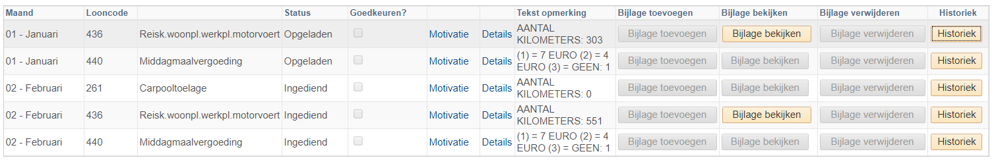 Maand Looncode Status Goedkeuren? Tekst opmerking Bijlage toevoegen Bijlage bekijken Bijlage verwijderen Historiek
01 - Januari 436 Reisk.woonpl.werkpl.motorvoert Opgeladen Motivatie Details AANTAL KILOMETERS: 303 Bijlage toevoegen Bijlage bekijken Bijlage verwijderen Historiek
01 - Januari 440 Middagmaalvergoeding Opgeladen Motivatie Details (1) = 7 EURO (2) = 4 EURO (3) = GEEN: 1 Bijlage toevoegen Bijlage bekijken Bijlage verwijderen Historiek
02 - Februari 261 Carpooltoelage Ingediend Motivatie Details AANTAL KILOMETERS: 0 Bijlage toevoegen Bijlage bekijken Bijlage verwijderen Historiek
02 - Februari 436 Reisk.woonpl.werkpl.motorvoert Ingediend Motivatie Details AANTAL KILOMETERS: 551 Bijlage toevoegen Bijlage bekijken Bijlage verwijderen Historiek
02 - Februari 440 Middagmaalvergoeding Ingediend Motivatie Details (1) = 7 EURO (2) = 4 EURO (3) = GEEN: 1 Bijlage toevoegen Bijlage bekijken Bijlage verwijderen Historiek